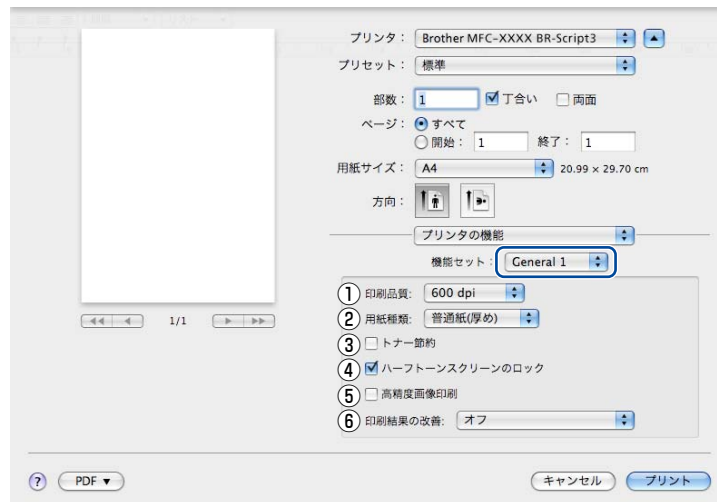 プリンタ： Brother MFC-XXXX BR-Script3
プリセット： 標準
部数： 1 丁合い 両面
ページ： すべて
開始： 1 終了： 1
用紙サイズ： A4 20.99 × 29.70 cm
方向：
プリンタの機能
機能セット： General 1
① 印刷品質: 600 dpi
② 用紙種類: 普通紙(厚め)
③ トナー節約
④ ハーフトーンスクリーンのロック
⑤ 高精度画像印刷
⑥ 印刷結果の改善: オフ
1/1
? PDF ▼ キャンセル プリント